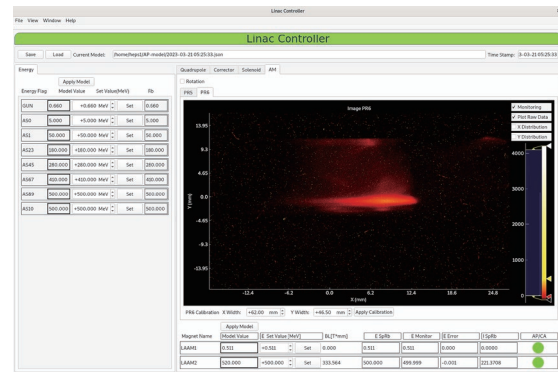 Linac Controller
File View Window Help
Linac Controller
Save Load Current Model: /home/heps1/AP-model/2023-03-21:05:25:33.json Time Stamp: 3-03-21:05:25:33
Energy
Apply Model
Energy Flag Model Value Set Value(MeV) Rb
GUN 0.660 +0.660 MeV Set 0.660
AS0 5.000 +5.000 MeV Set 5.000
AS1 50.000 +50.000 MeV Set 50.000
AS23 160.000 +160.000 MeV Set 160.000
AS45 280.000 +280.000 MeV Set 280.000
AS67 410.000 +410.000 MeV Set 410.000
AS89 500.000 +500.000 MeV Set 500.000
AS10 500.000 +500.000 MeV Set 500.000
Quadrupole Corrector Solenoid AM
Rotation
PR5 PR6
Image PR6
Monitoring
Plot Raw Data
X Distribution
Y Distribution
13.95
9.3
4.65
0.0
-4.65
-9.3
-13.95
Y [mm]
-12.4 -6.2 0.0 6.2 12.4 18.6 24.8
X [mm]
4000
3000
2000
1000
0
PR6 Calibration X Width: +62.00 mm Y Width: +46.50 mm Apply Calibration
Apply Model
Magnet Name Model Value E Set Value [MeV] BL[T*mm] E SpRb E Monitor E Error I SpRb AP/CA
LAAM1 0.511 +0.511 Set 0.000 0.511 0.511 0.000 0.0000
LAAM2 520.000 +500.000 Set 333.564 500.000 499.999 -0.001 221.3708